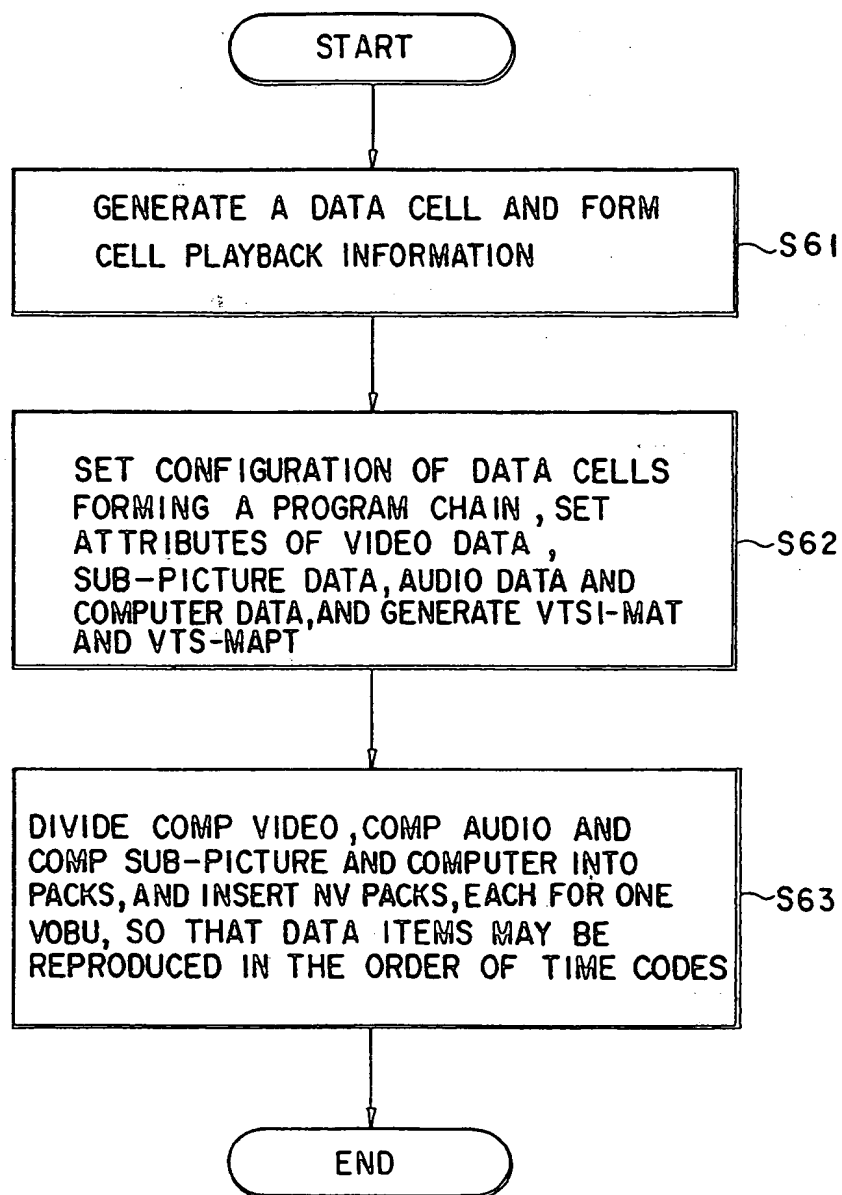 START
GENERATE A DATA CELL AND FORM
CELL PLAYBACK INFORMATION
S61
SET CONFIGURATION OF DATA CELLS
FORMING A PROGRAM CHAIN, SET
ATTRIBUTES OF VIDEO DATA,
SUB-PICTURE DATA, AUDIO DATA AND
COMPUTER DATA, AND GENERATE VTSI-MAT
AND VTS-MAPT
S62
DIVIDE COMP VIDEO, COMP AUDIO AND
COMP SUB-PICTURE AND COMPUTER INTO
PACKS, AND INSERT NV PACKS, EACH FOR ONE
VOBU, SO THAT DATA ITEMS MAY BE
REPRODUCED IN THE ORDER OF TIME CODES
S63
END